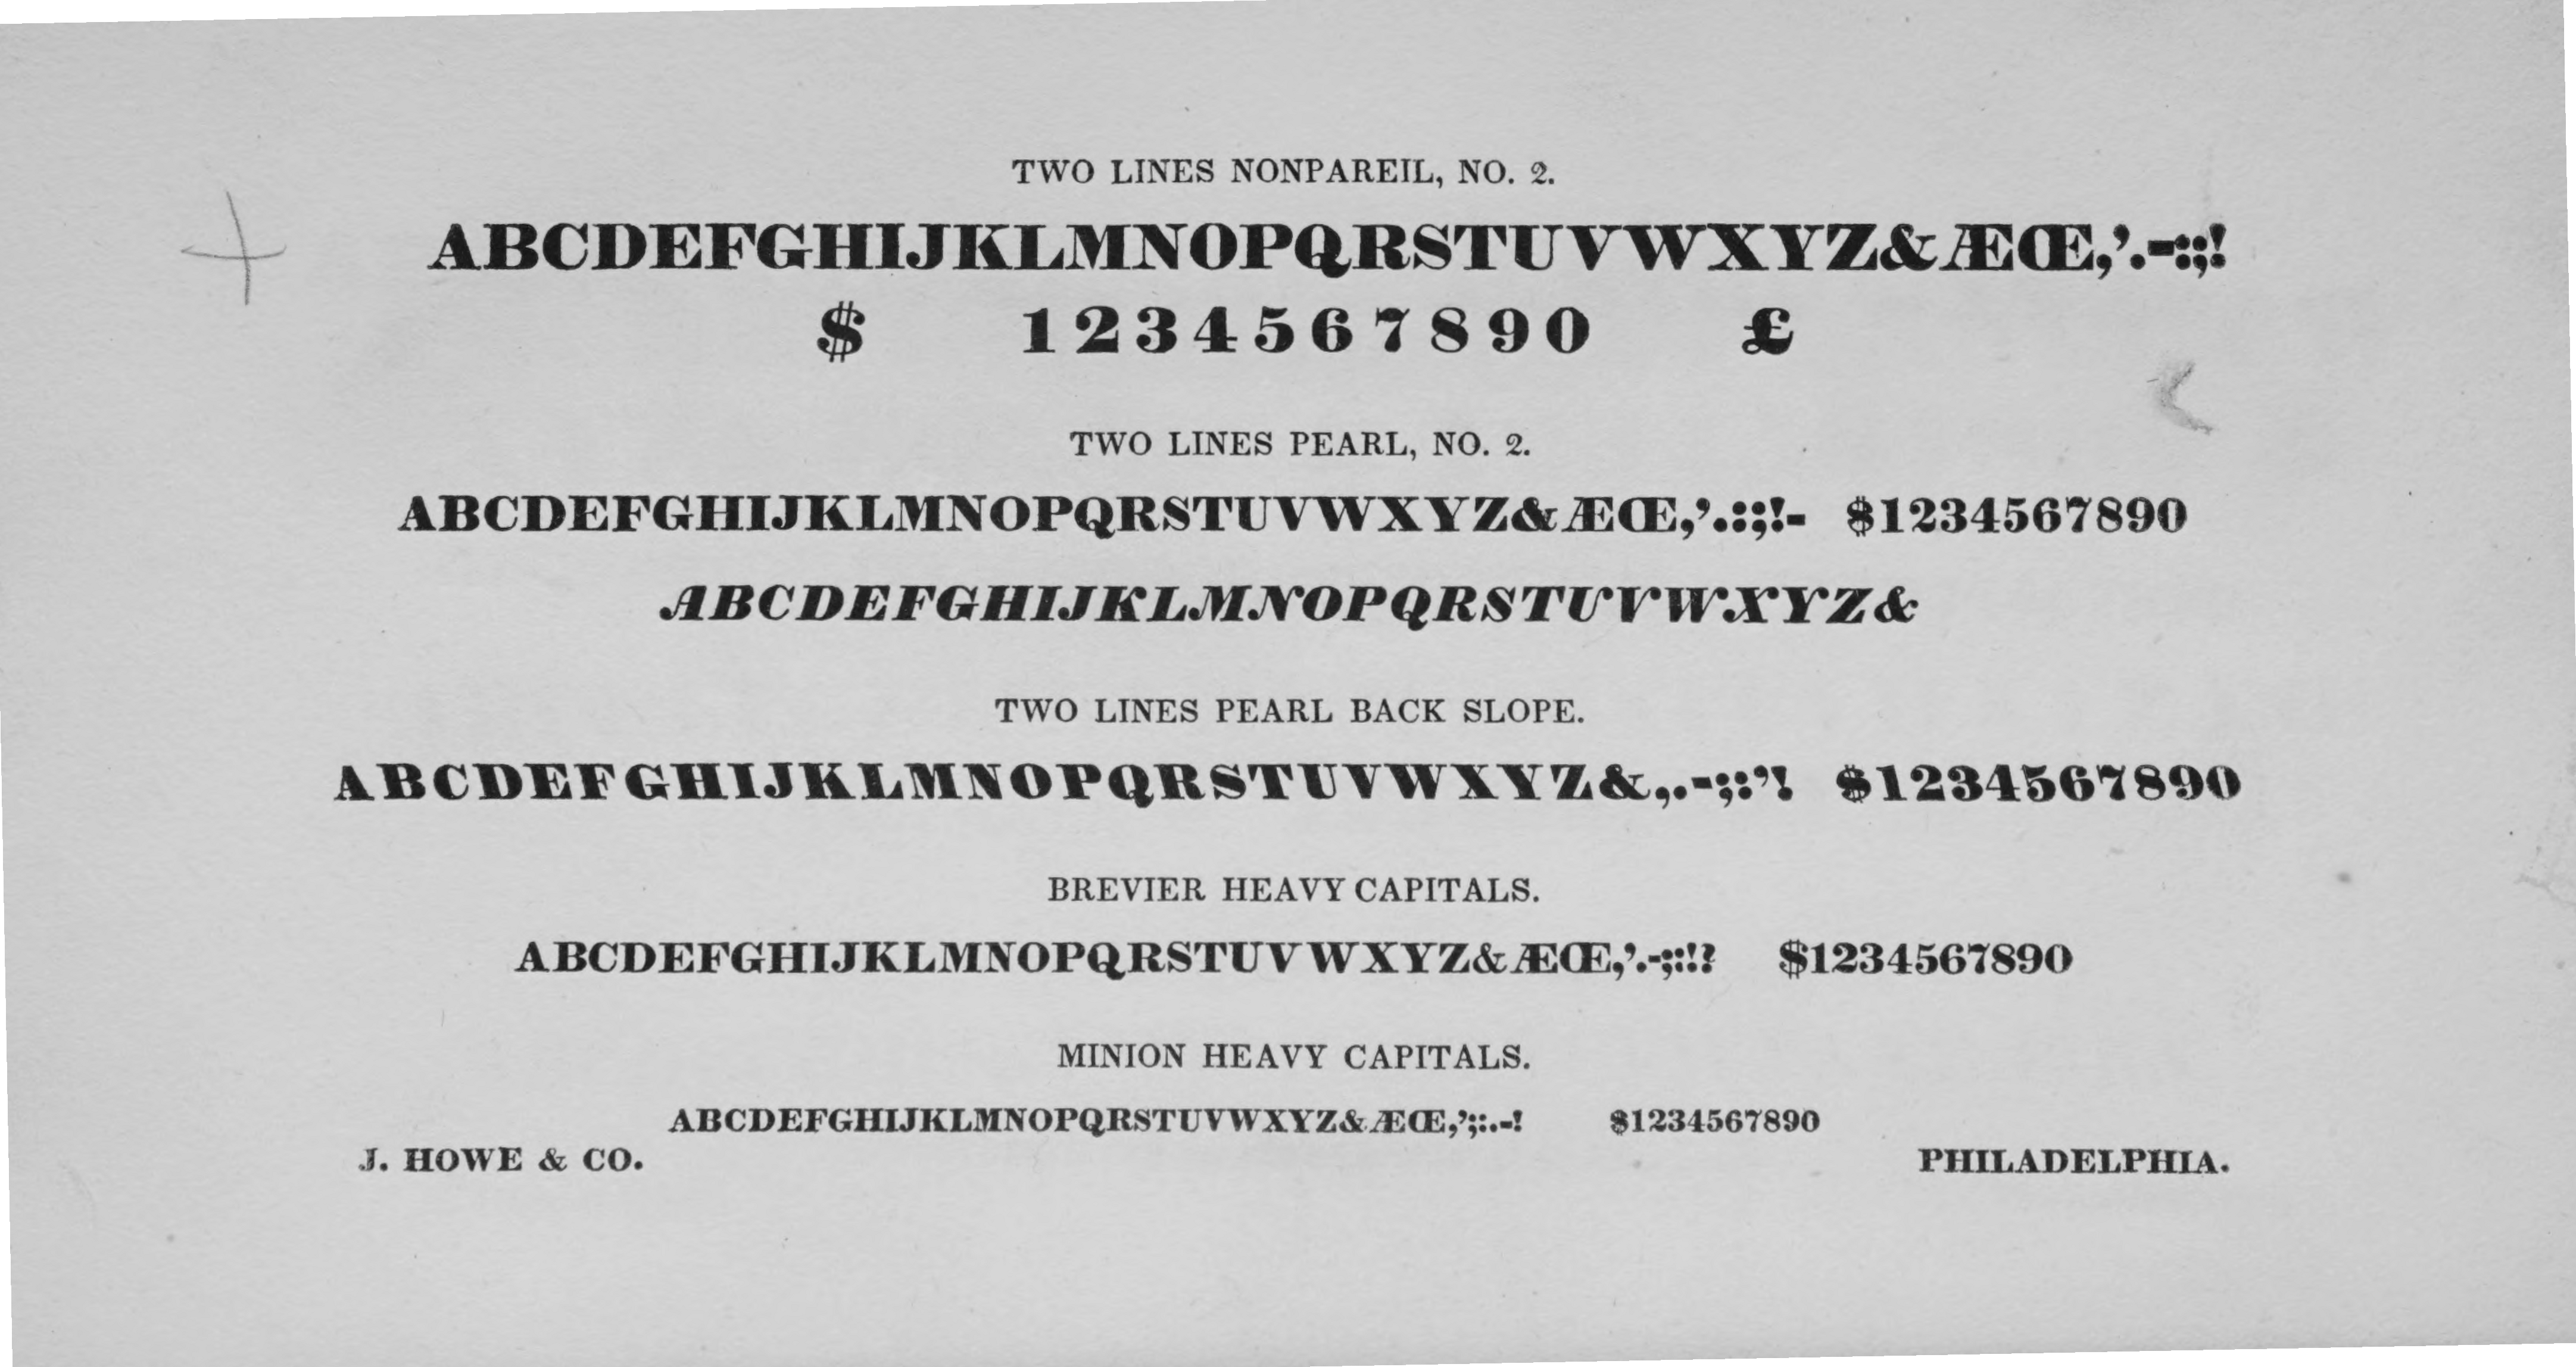 TWO LINES NONPAREIL, NO. 2.
ABCDEFGHIJKLMNOPQRSTUVWXYZ&ÆŒ,’.-:;!
$ 1234567890 £
TWO LINES PEARL, NO. 2.
ABCDEFGHIJKLMNOPQRSTUVWXYZ&ÆŒ,’.:;!- $1234567890
ABCDEFGHIJKLMNOPQRSTUVWXYZ&
TWO LINES PEARL BACK SLOPE.
ABCDEFGHIJKLMNOPQRSTUVWXYZ&,.-;:’! $1234567890
BREVIER HEAVY CAPITALS.
ABCDEFGHIJKLMNOPQRSTUVWXYZ&ÆŒ,’.-;:!? $1234567890
MINION HEAVY CAPITALS.
ABCDEFGHIJKLMNOPQRSTUVWXYZ&ÆŒ,’;:.-! $1234567890
J. HOWE & CO. PHILADELPHIA.